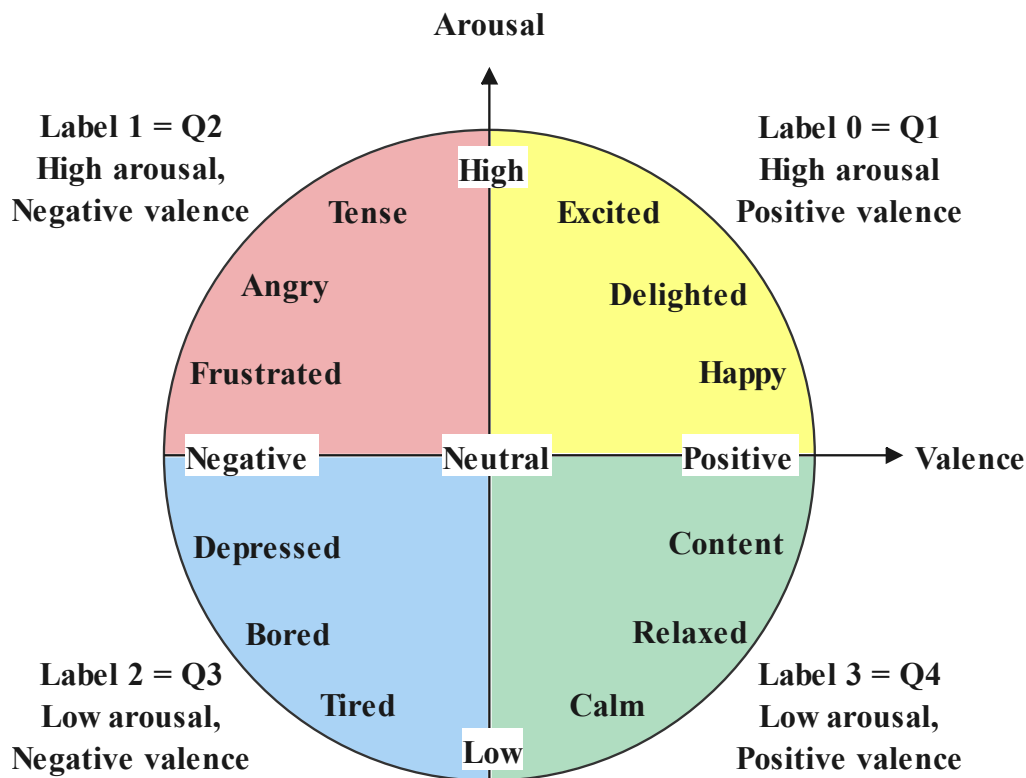 Arousal
Label 1 = Q2
High arousal,
Negative valence
Label 0 = Q1
High arousal
Positive valence
High
Tense
Excited
Angry
Delighted
Frustrated
Happy
Negative
Neutral
Positive
Valence
Depressed
Content
Bored
Relaxed
Tired
Calm
Low
Label 2 = Q3
Low arousal,
Negative valence
Label 3 = Q4
Low arousal,
Positive valence